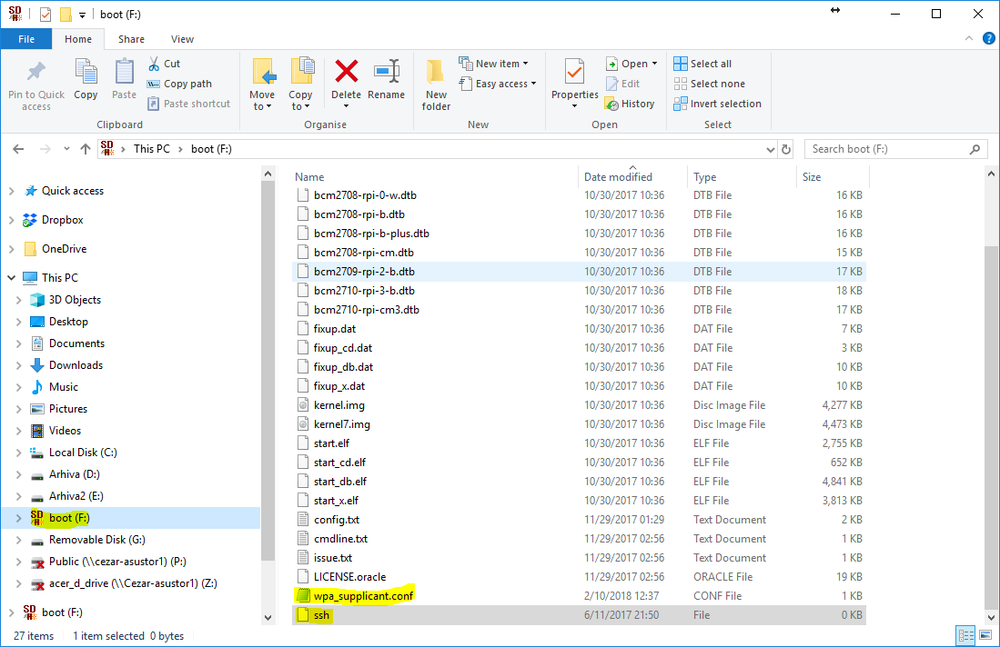 SD boot (F:)
File Home Share View
Pin to Quick access
Copy
Paste
Cut
Copy path
Paste shortcut
Clipboard
Move to
Copy to
Delete
Rename
Organise
New folder
New item
Easy access
New
Properties
Open
Edit
History
Open
Select all
Select none
Invert selection
Select
SD This PC boot (F:)
Search boot (F:)
Quick access
Dropbox
OneDrive
This PC
3D Objects
Desktop
Documents
Downloads
Music
Pictures
Videos
Local Disk (C:)
Arhiva (D:)
Arhiva2 (E:)
SD boot (F:)
Removable Disk (G:)
Public (\\cezar-asustor1) (P:)
acer_d_drive (\\Cezar-asustor1) (Z:)
SD boot (F:)
Name Date modified Type Size
bcm2708-rpi-0-w.dtb 10/30/2017 10:36 DTB File 16 KB
bcm2708-rpi-b.dtb 10/30/2017 10:36 DTB File 16 KB
bcm2708-rpi-b-plus.dtb 10/30/2017 10:36 DTB File 16 KB
bcm2708-rpi-cm.dtb 10/30/2017 10:36 DTB File 15 KB
bcm2709-rpi-2-b.dtb 10/30/2017 10:36 DTB File 17 KB
bcm2710-rpi-3-b.dtb 10/30/2017 10:36 DTB File 18 KB
bcm2710-rpi-cm3.dtb 10/30/2017 10:36 DTB File 17 KB
fixup.dat 10/30/2017 10:36 DAT File 7 KB
fixup_cd.dat 10/30/2017 10:36 DAT File 3 KB
fixup_db.dat 10/30/2017 10:36 DAT File 10 KB
fixup_x.dat 10/30/2017 10:36 DAT File 10 KB
kernel.img 10/30/2017 10:36 Disc Image File 4,277 KB
kernel7.img 10/30/2017 10:36 Disc Image File 4,473 KB
start.elf 10/30/2017 10:36 ELF File 2,755 KB
start_cd.elf 10/30/2017 10:36 ELF File 652 KB
start_db.elf 10/30/2017 10:36 ELF File 4,841 KB
start_x.elf 10/30/2017 10:36 ELF File 3,813 KB
config.txt 11/29/2017 01:29 Text Document 2 KB
cmdline.txt 11/29/2017 02:56 Text Document 1 KB
issue.txt 11/29/2017 02:56 Text Document 1 KB
LICENSE.oracle 11/29/2017 02:56 ORACLE File 19 KB
wpa_supplicant.conf 2/10/2018 12:37 CONF File 1 KB
ssh 6/11/2017 21:50 File 0 KB
27 items 1 item selected 0 bytes